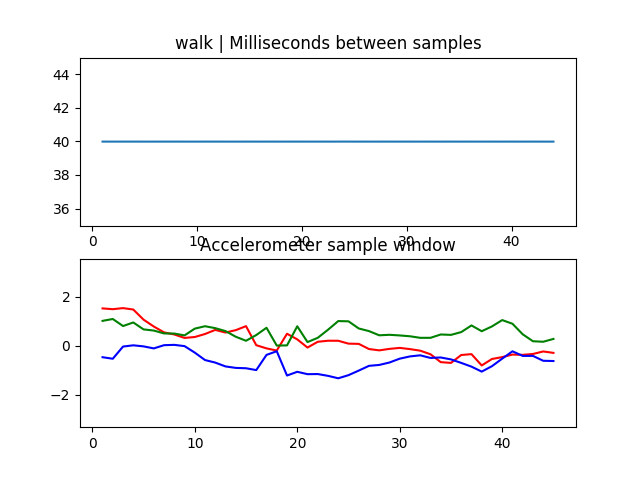 walk | Milliseconds between samples
44
42
40
38
36
0 10 20 30 40
Accelerometer sample window
2
0
−2
0 10 20 30 40